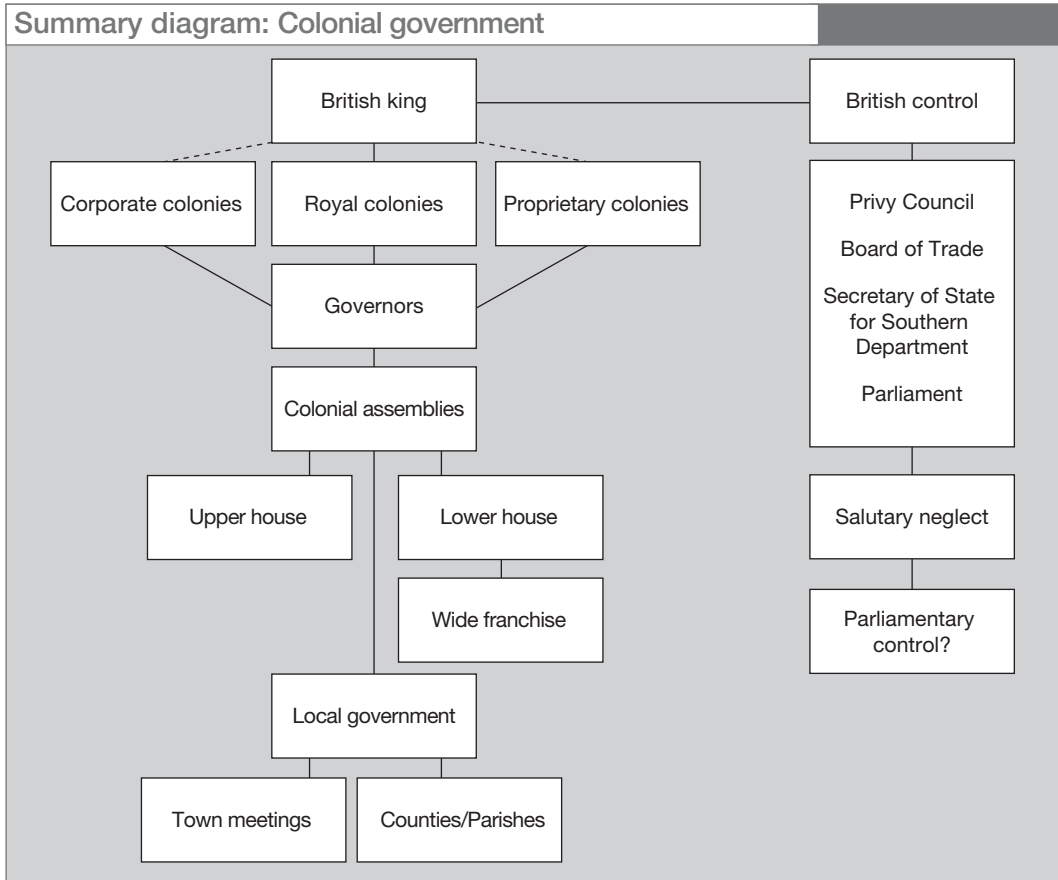 Summary diagram: Colonial government
British king
British control
Corporate colonies
Royal colonies
Proprietary colonies
Privy Council
Board of Trade
Secretary of State
for Southern
Department
Parliament
Governors
Colonial assemblies
Upper house
Lower house
Salutary neglect
Wide franchise
Parliamentary
control?
Local government
Town meetings
Counties/Parishes